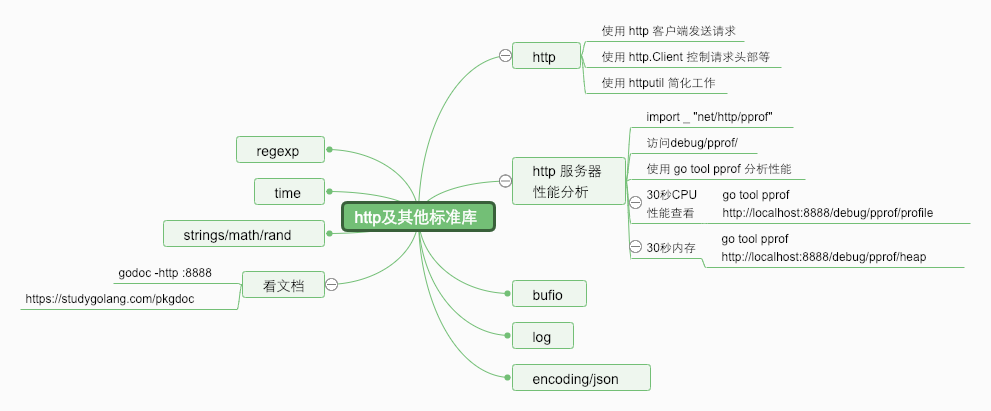 http及其他标准库
http
使用 http 客户端发送请求
使用 http.Client 控制请求头部等
使用 httputil 简化工作
http 服务器
性能分析
import _ "net/http/pprof"
访问debug/pprof/
使用 go tool pprof 分析性能
30秒CPU
性能查看
go tool pprof
http://localhost:8888/debug/pprof/profile
30秒内存
go tool pprof
http://localhost:8888/debug/pprof/heap
bufio
log
encoding/json
regexp
time
strings/math/rand
看文档
godoc -http :8888
https://studygolang.com/pkgdoc